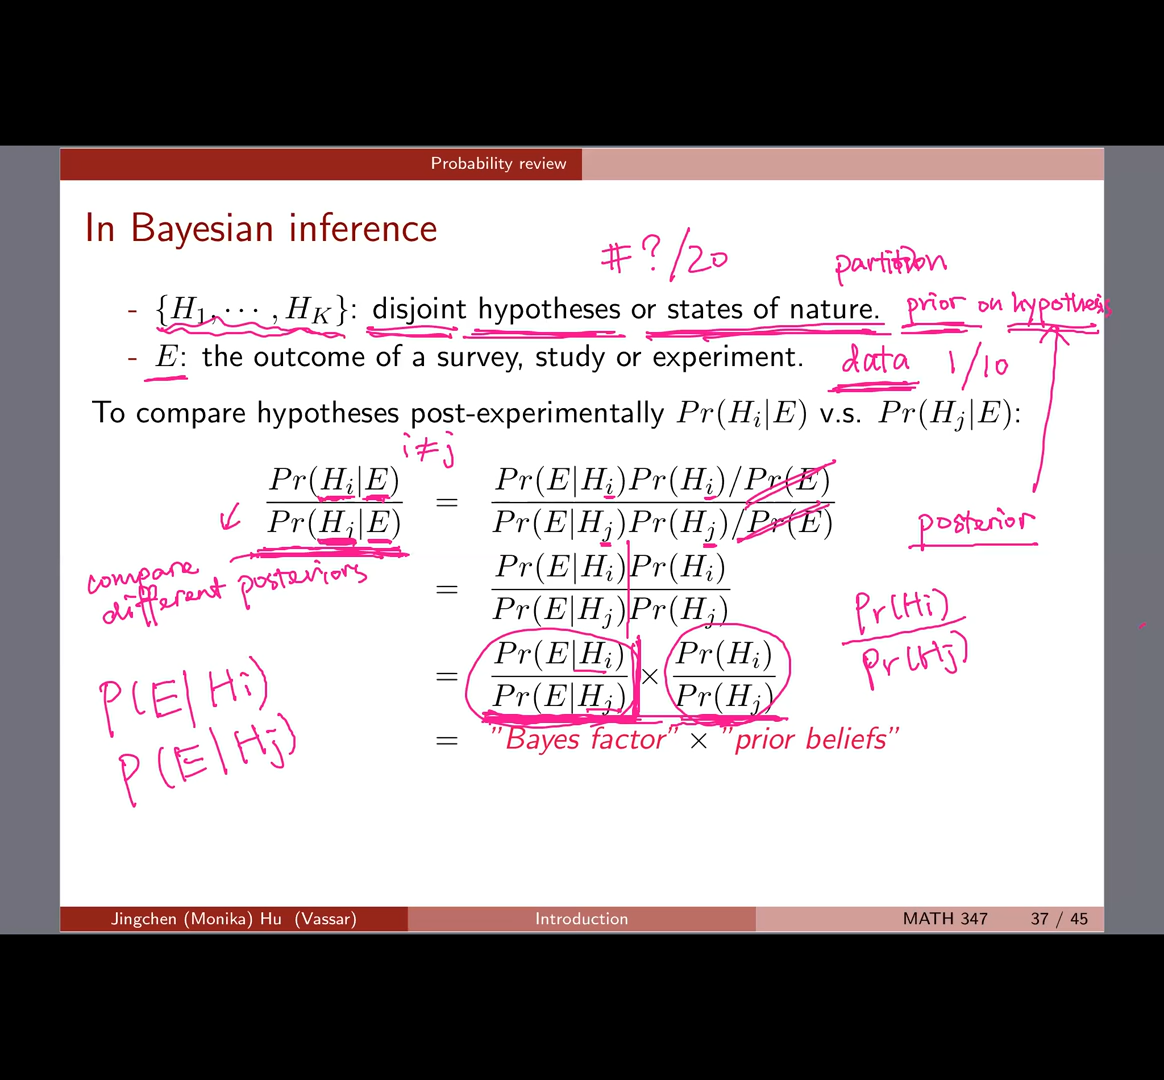 Probability review
In Bayesian inference
#?/20
partition
- {H_1, ⋯ , H_K}: disjoint hypotheses or states of nature. prior on hypothesis
- E: the outcome of a survey, study or experiment. data 1/10
To compare hypotheses post-experimentally Pr(H_i|E) v.s. Pr(H_j|E):
i≠j
Pr(H_i|E) / Pr(H_j|E) = Pr(E|H_i)Pr(H_i)/Pr(E) / Pr(E|H_j)Pr(H_j)/Pr(E)
posterior
compare
different posteriors
= Pr(E|H_i)Pr(H_i) / Pr(E|H_j)Pr(H_j)
Pr(Hi) / Pr(Hj)
= Pr(E|H_i) / Pr(E|H_j) × Pr(H_i) / Pr(H_j)
P(E|Hi)
P(E|Hj)
= "Bayes factor" × "prior beliefs"
Jingchen (Monika) Hu (Vassar) Introduction MATH 347 37 / 45